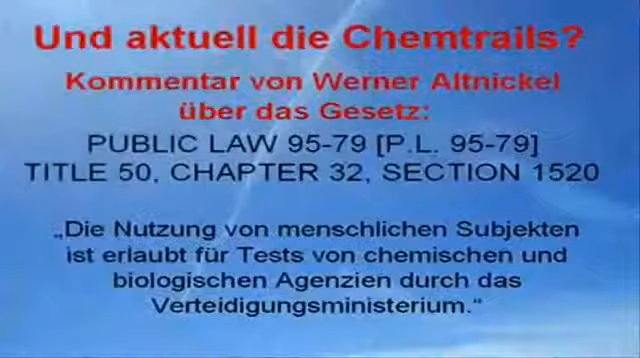 Und aktuell die Chemtrails?
Kommentar von Werner Altnickel
über das Gesetz:
PUBLIC LAW 95-79 [P.L. 95-79]
TITLE 50, CHAPTER 32, SECTION 1520
„Die Nutzung von menschlichen Subjekten
ist erlaubt für Tests von chemischen und
biologischen Agenzien durch das
Verteidigungsministerium.“